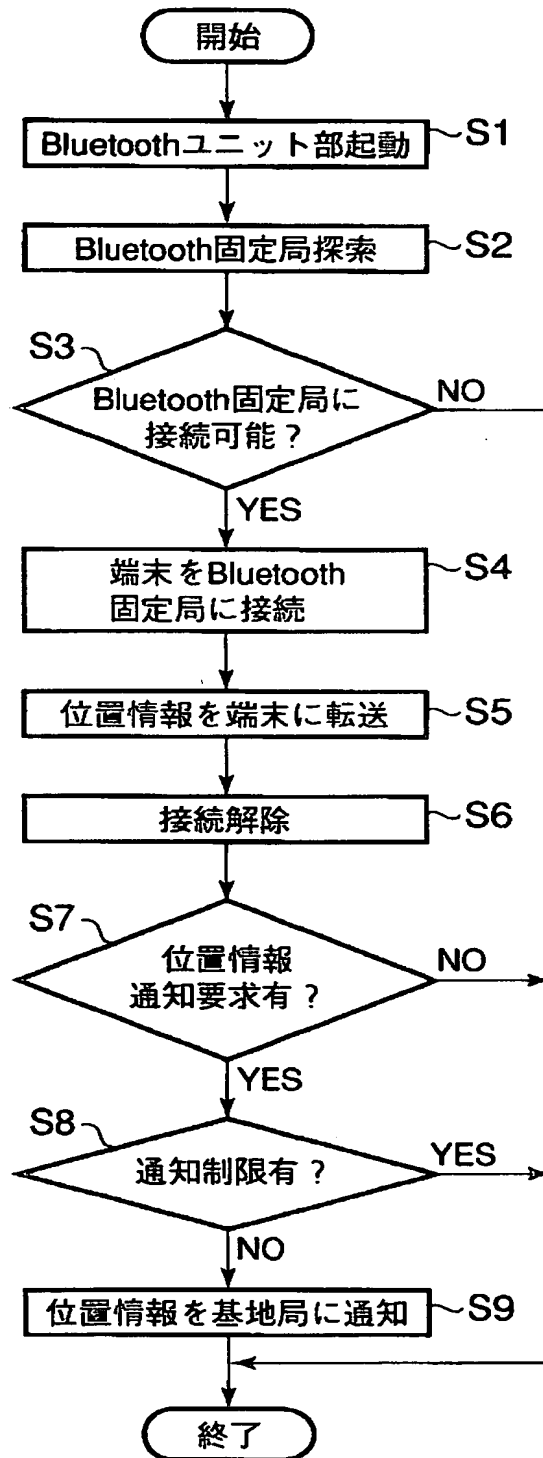 開始
Bluetoothユニット部起動
S1
Bluetooth固定局探索
S2
S3
Bluetooth固定局に
接続可能？
NO
YES
端末をBluetooth
固定局に接続
S4
位置情報を端末に転送
S5
接続解除
S6
S7
位置情報
通知要求有？
NO
YES
S8
通知制限有？
YES
NO
位置情報を基地局に通知
S9
終了